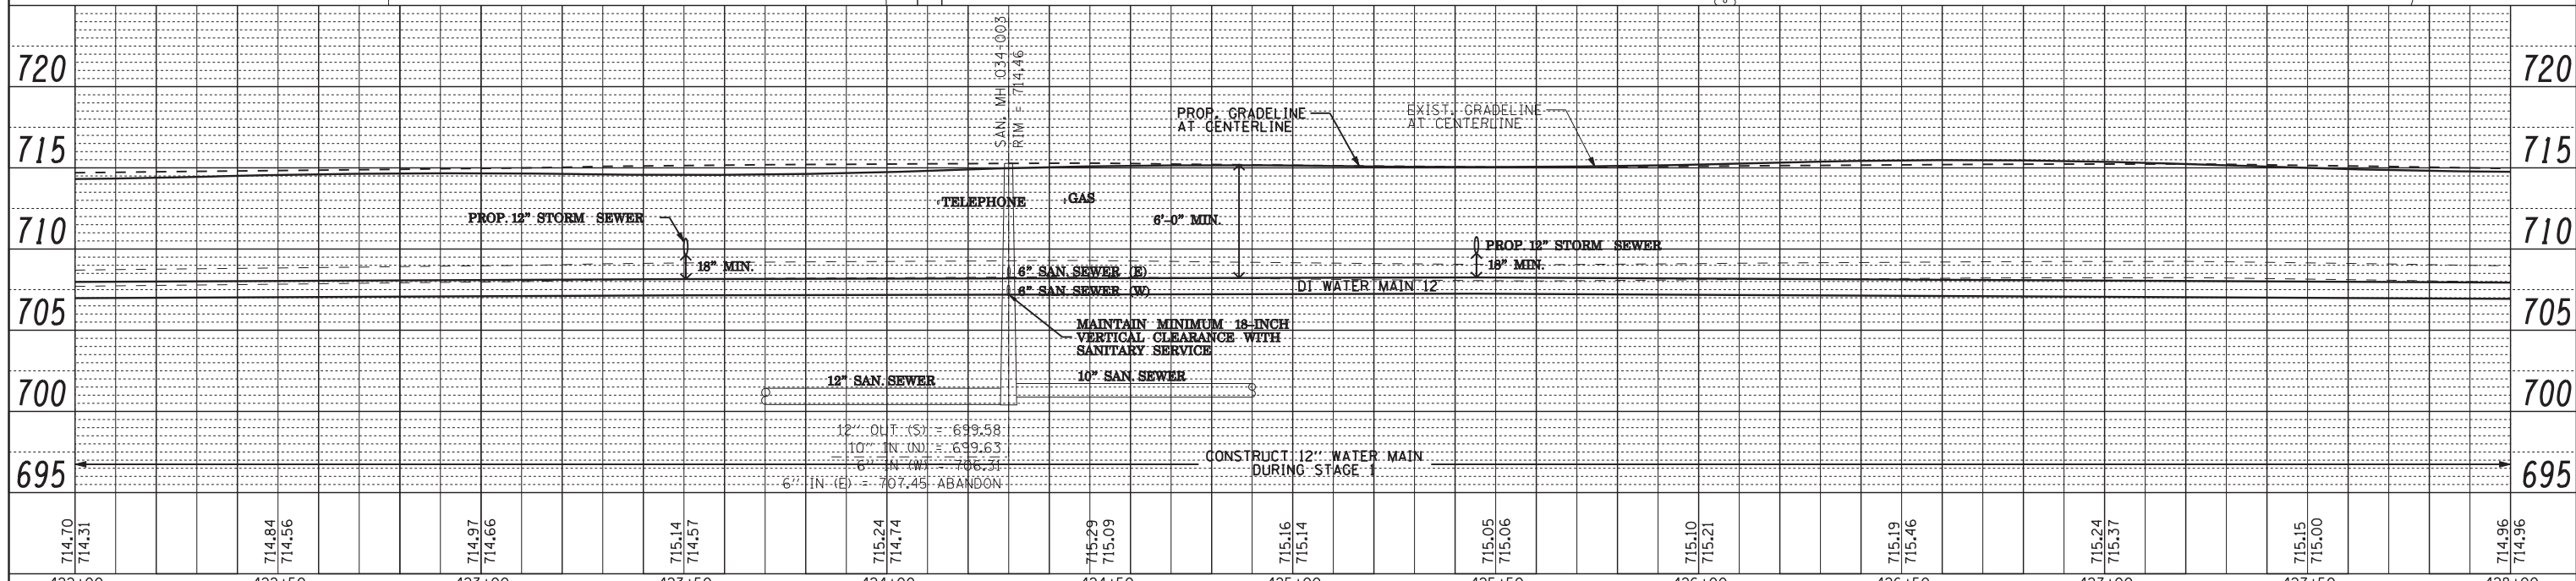 SAN. MH 034-003
RIM = 714.46
720
720
PROP. GRADELINE
AT CENTERLINE
EXIST. GRADELINE
AT CENTERLINE
715
715
TELEPHONE
GAS
PROP. 12" STORM SEWER
6'-0" MIN.
710
710
PROP. 12" STORM SEWER
18" MIN.
18" MIN.
6" SAN. SEWER (E)
6" SAN. SEWER (W)
DI WATER MAIN 12
705
705
MAINTAIN MINIMUM 18-INCH
VERTICAL CLEARANCE WITH
SANITARY SERVICE
12" SAN. SEWER
10" SAN. SEWER
700
700
12" OUT (S) = 699.58
10" IN (N) = 699.63
6" IN (W) = 706.31
6" IN (E) = 707.45 ABANDON
CONSTRUCT 12" WATER MAIN
DURING STAGE 1
695
695
714.70
714.31
714.84
714.56
714.97
714.66
715.14
714.57
715.24
714.74
715.29
715.09
715.16
715.14
715.05
715.06
715.10
715.21
715.19
715.46
715.24
715.37
715.15
715.00
714.96
714.96